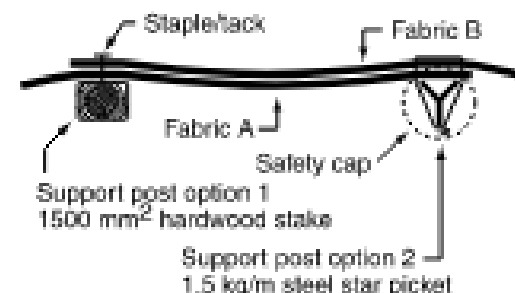 Staple/tack
Fabric B
Fabric A
Safety cap
Support post option 1
1500 mm2 hardwood stake
Support post option 2
1.5 kg/m steel star picket